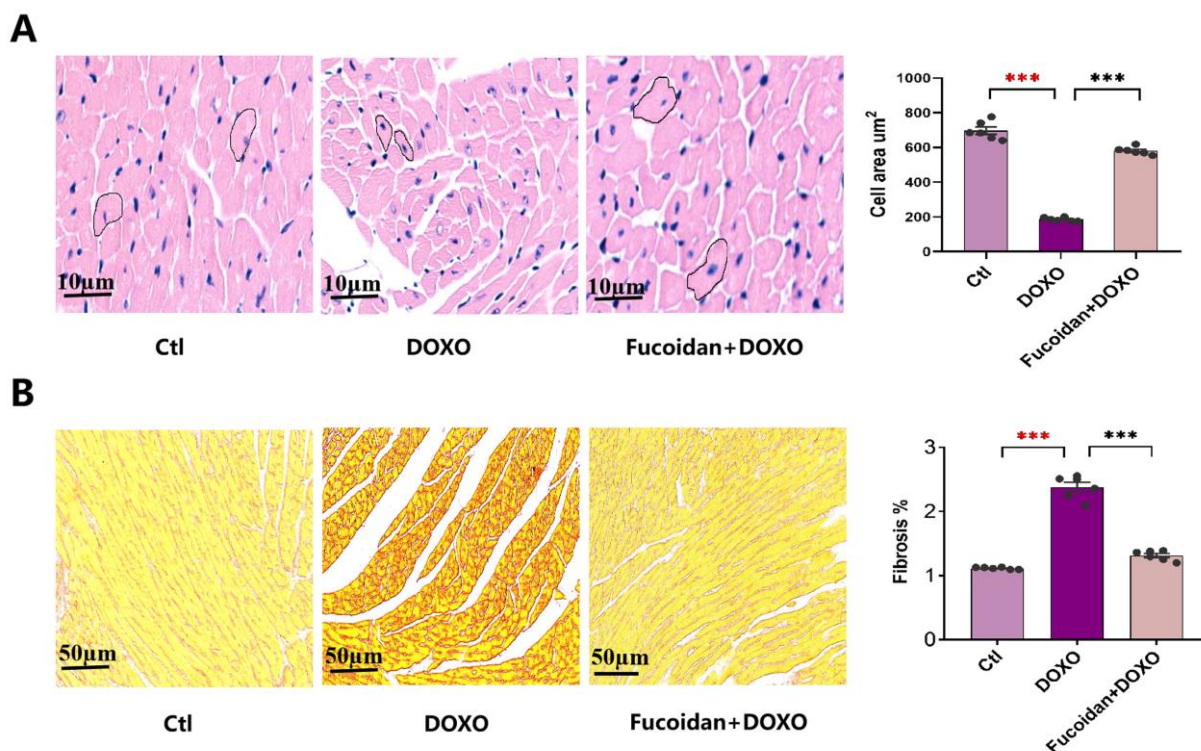 A
10μm
10μm
10μm
Ctl
DOXO
Fucoidan+DOXO
Cell area um²
1000
800
600
400
200
0
***
***
Ctl
DOXO
Fucoidan+DOXO
B
50μm
50μm
50μm
Ctl
DOXO
Fucoidan+DOXO
Fibrosis %
3
2
1
0
***
***
Ctl
DOXO
Fucoidan+DOXO